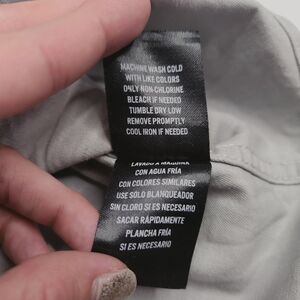 MACHINE WASH COLD
WITH LIKE COLORS
ONLY NON-CHLORINE
BLEACH IF NEEDED
TUMBLE DRY LOW
REMOVE PROMPTLY
COOL IRON IF NEEDED
LAVADO A MÁQUINA
CON AGUA FRÍA
CON COLORES SIMILARES
USE SÓLO BLANQUEADOR
SIN CLORO SI ES NECESARIO
SACAR RÁPIDAMENTE
PLANCHA FRÍA
SI ES NECESARIO